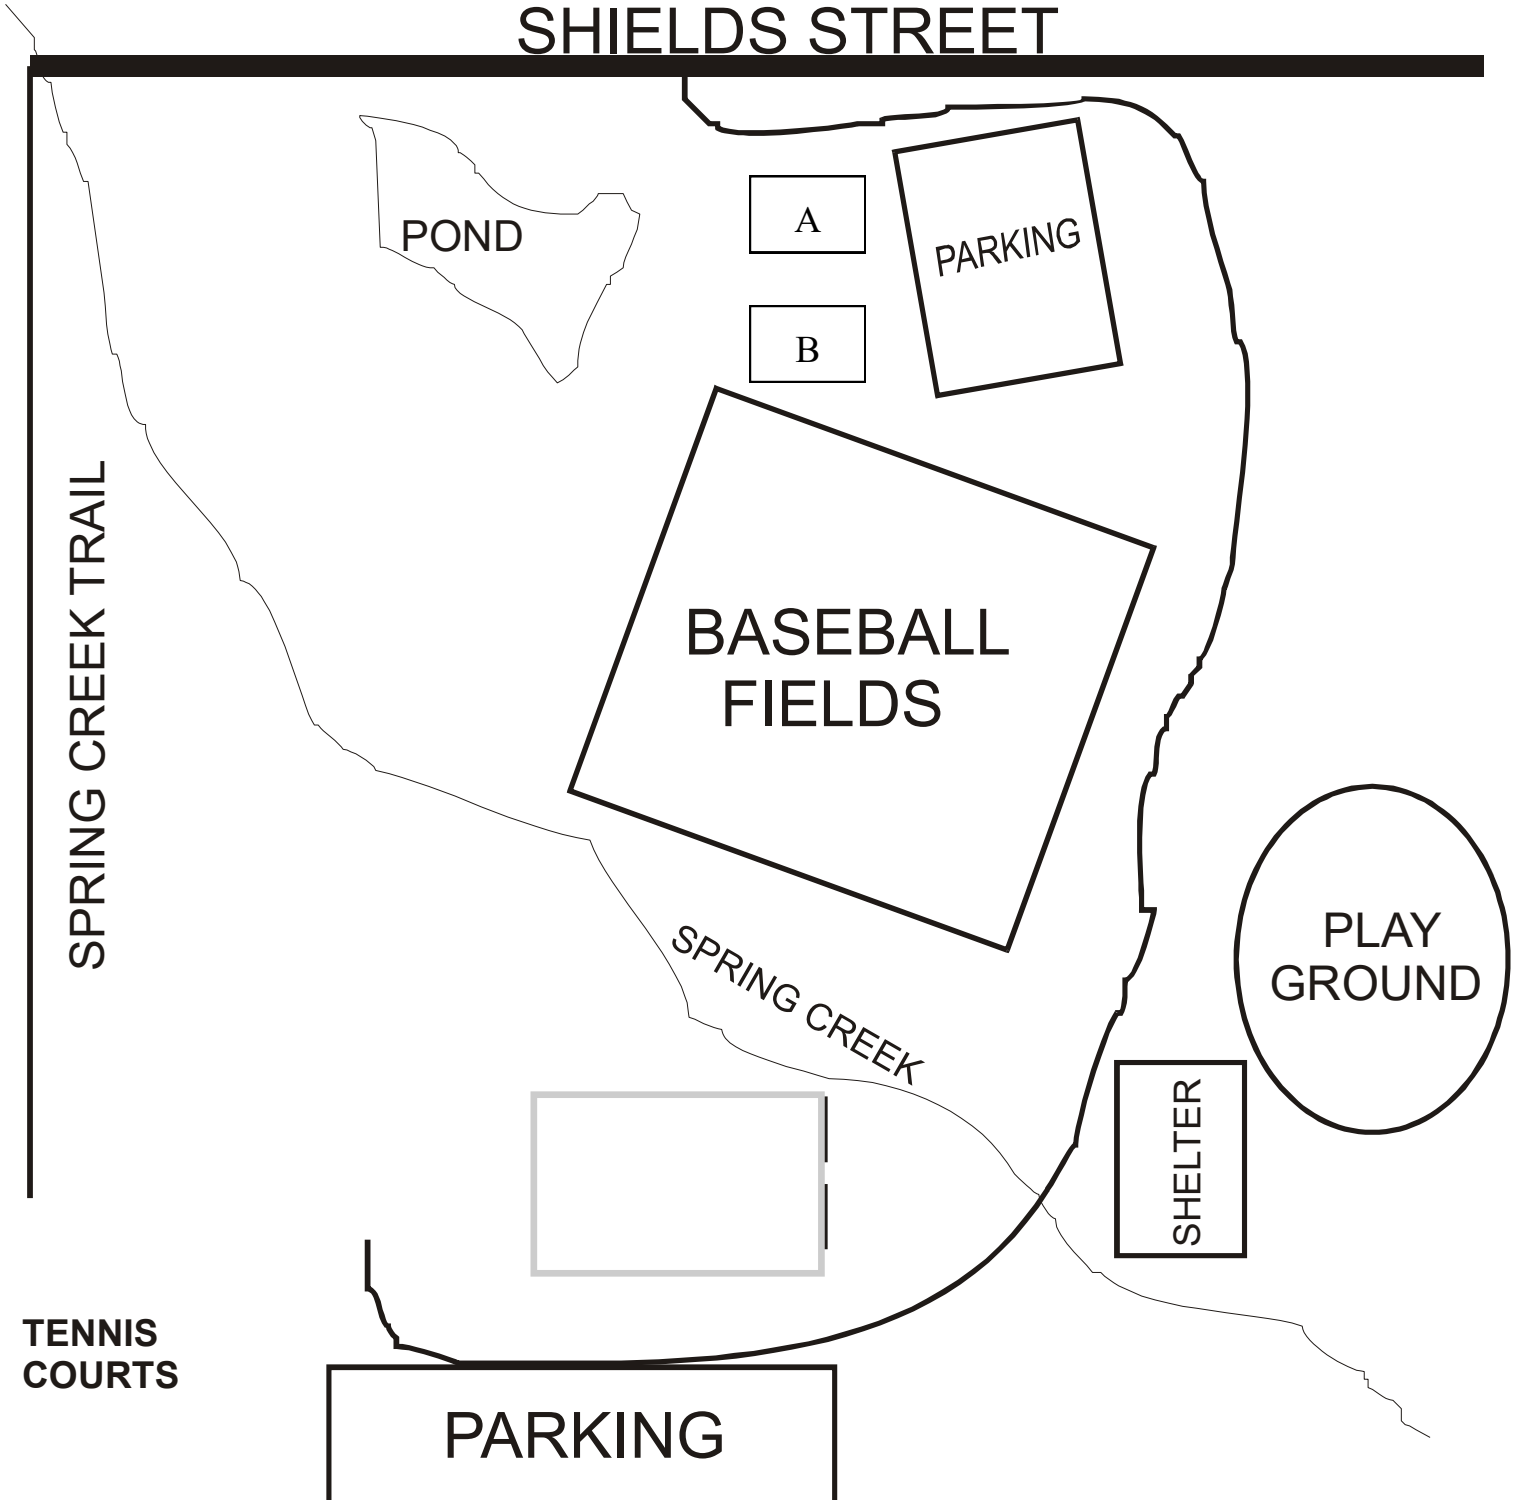 SHIELDS STREET
POND
A
PARKING
B
SPRING CREEK TRAIL
BASEBALL
FIELDS
PLAY
GROUND
SPRING CREEK
SHELTER
TENNIS
COURTS
PARKING